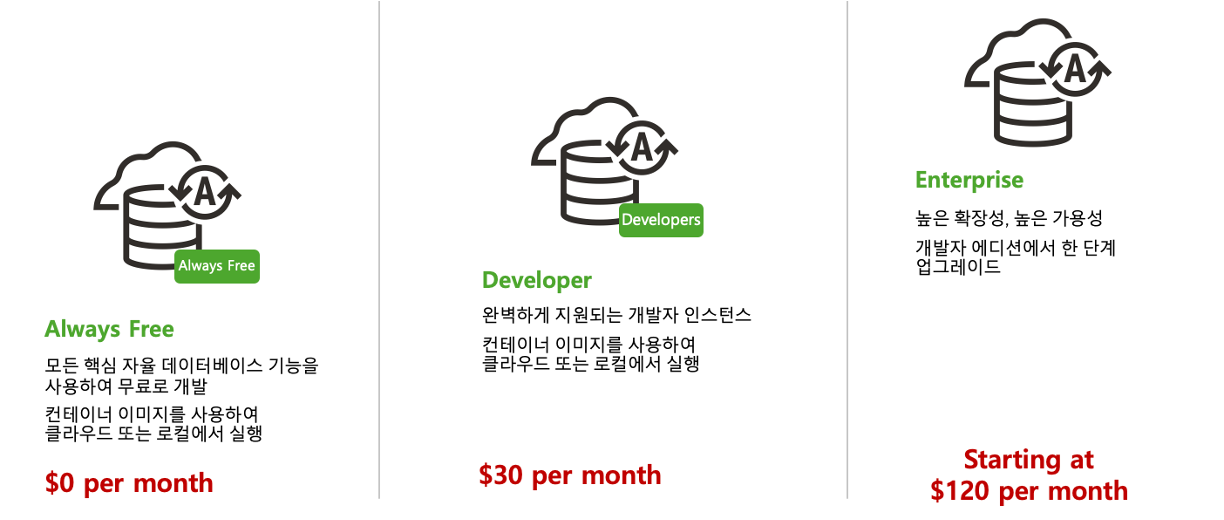 A
Always Free
Always Free
모든 핵심 자율 데이터베이스 기능을
사용하여 무료로 개발
컨테이너 이미지를 사용하여
클라우드 또는 로컬에서 실행
$0 per month
A
Developers
Developer
완벽하게 지원되는 개발자 인스턴스
컨테이너 이미지를 사용하여
클라우드 또는 로컬에서 실행
$30 per month
A
Enterprise
높은 확장성, 높은 가용성
개발자 에디션에서 한 단계
업그레이드
Starting at
$120 per month